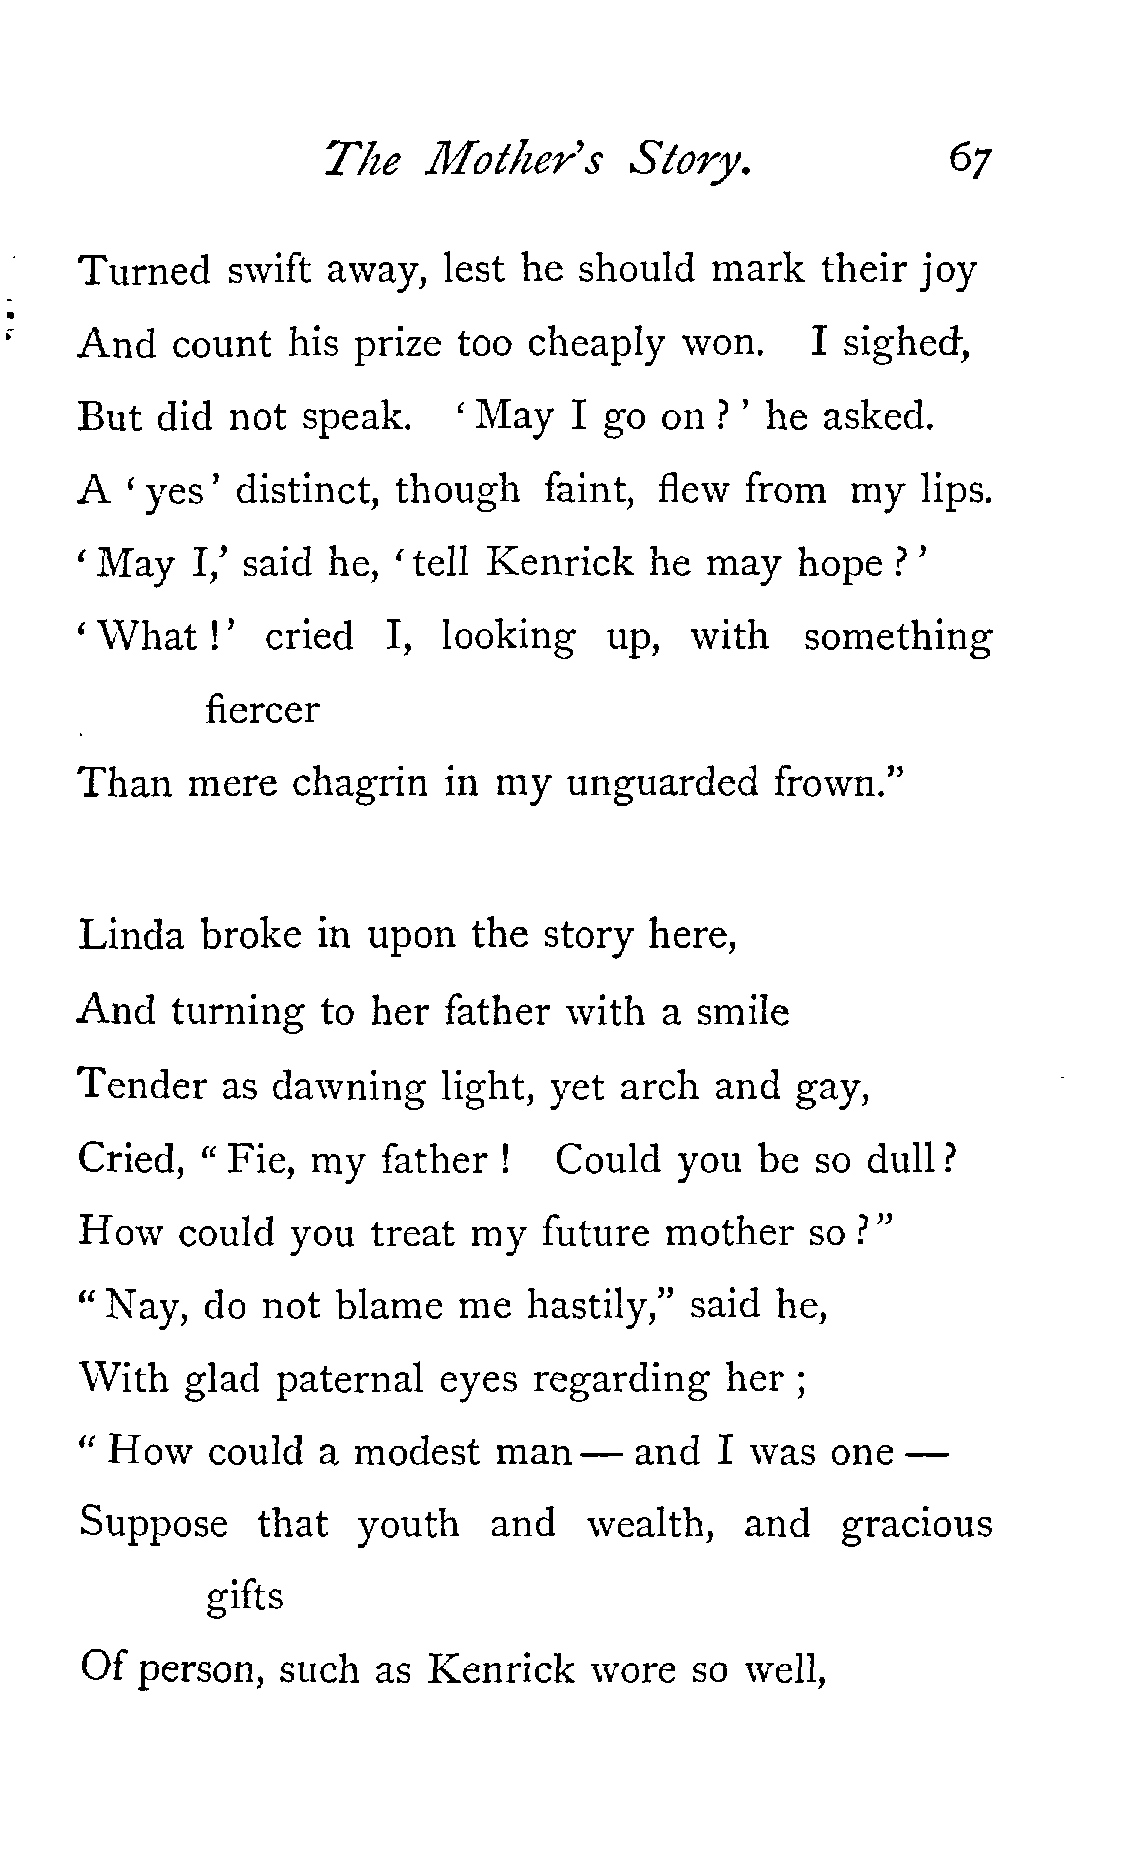 The Mother's Story. 67
Turned swift away, lest he should mark their joy
And count his prize too cheaply won. I sighed,
But did not speak. ‘May I go on?’ he asked.
A ‘yes’ distinct, though faint, flew from my lips.
‘May I,’ said he, ‘tell Kenrick he may hope?’
‘What!’ cried I, looking up, with something
fiercer
Than mere chagrin in my unguarded frown.”
Linda broke in upon the story here,
And turning to her father with a smile
Tender as dawning light, yet arch and gay,
Cried, “Fie, my father! Could you be so dull?
How could you treat my future mother so?”
“Nay, do not blame me hastily,” said he,
With glad paternal eyes regarding her;
“How could a modest man — and I was one —
Suppose that youth and wealth, and gracious
gifts
Of person, such as Kenrick wore so well,